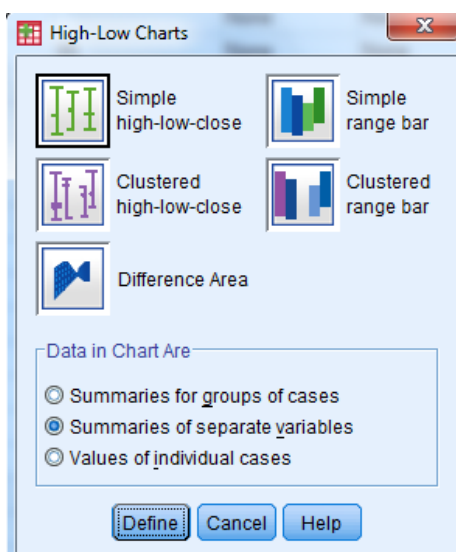 High-Low Charts
Simple
high-low-close
Simple
range bar
Clustered
high-low-close
Clustered
range bar
Difference Area
Data in Chart Are
Summaries for groups of cases
Summaries of separate variables
Values of individual cases
Define Cancel Help